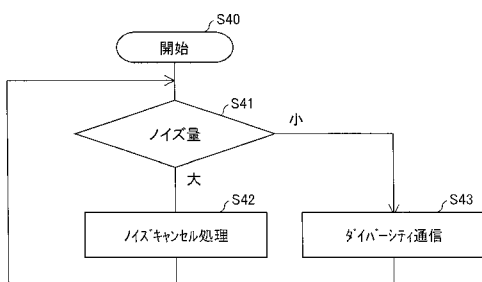 S40
開始
S41
ノイズ量
小
大
S42
ノイズキャンセル処理
S43
ダイバーシティ通信